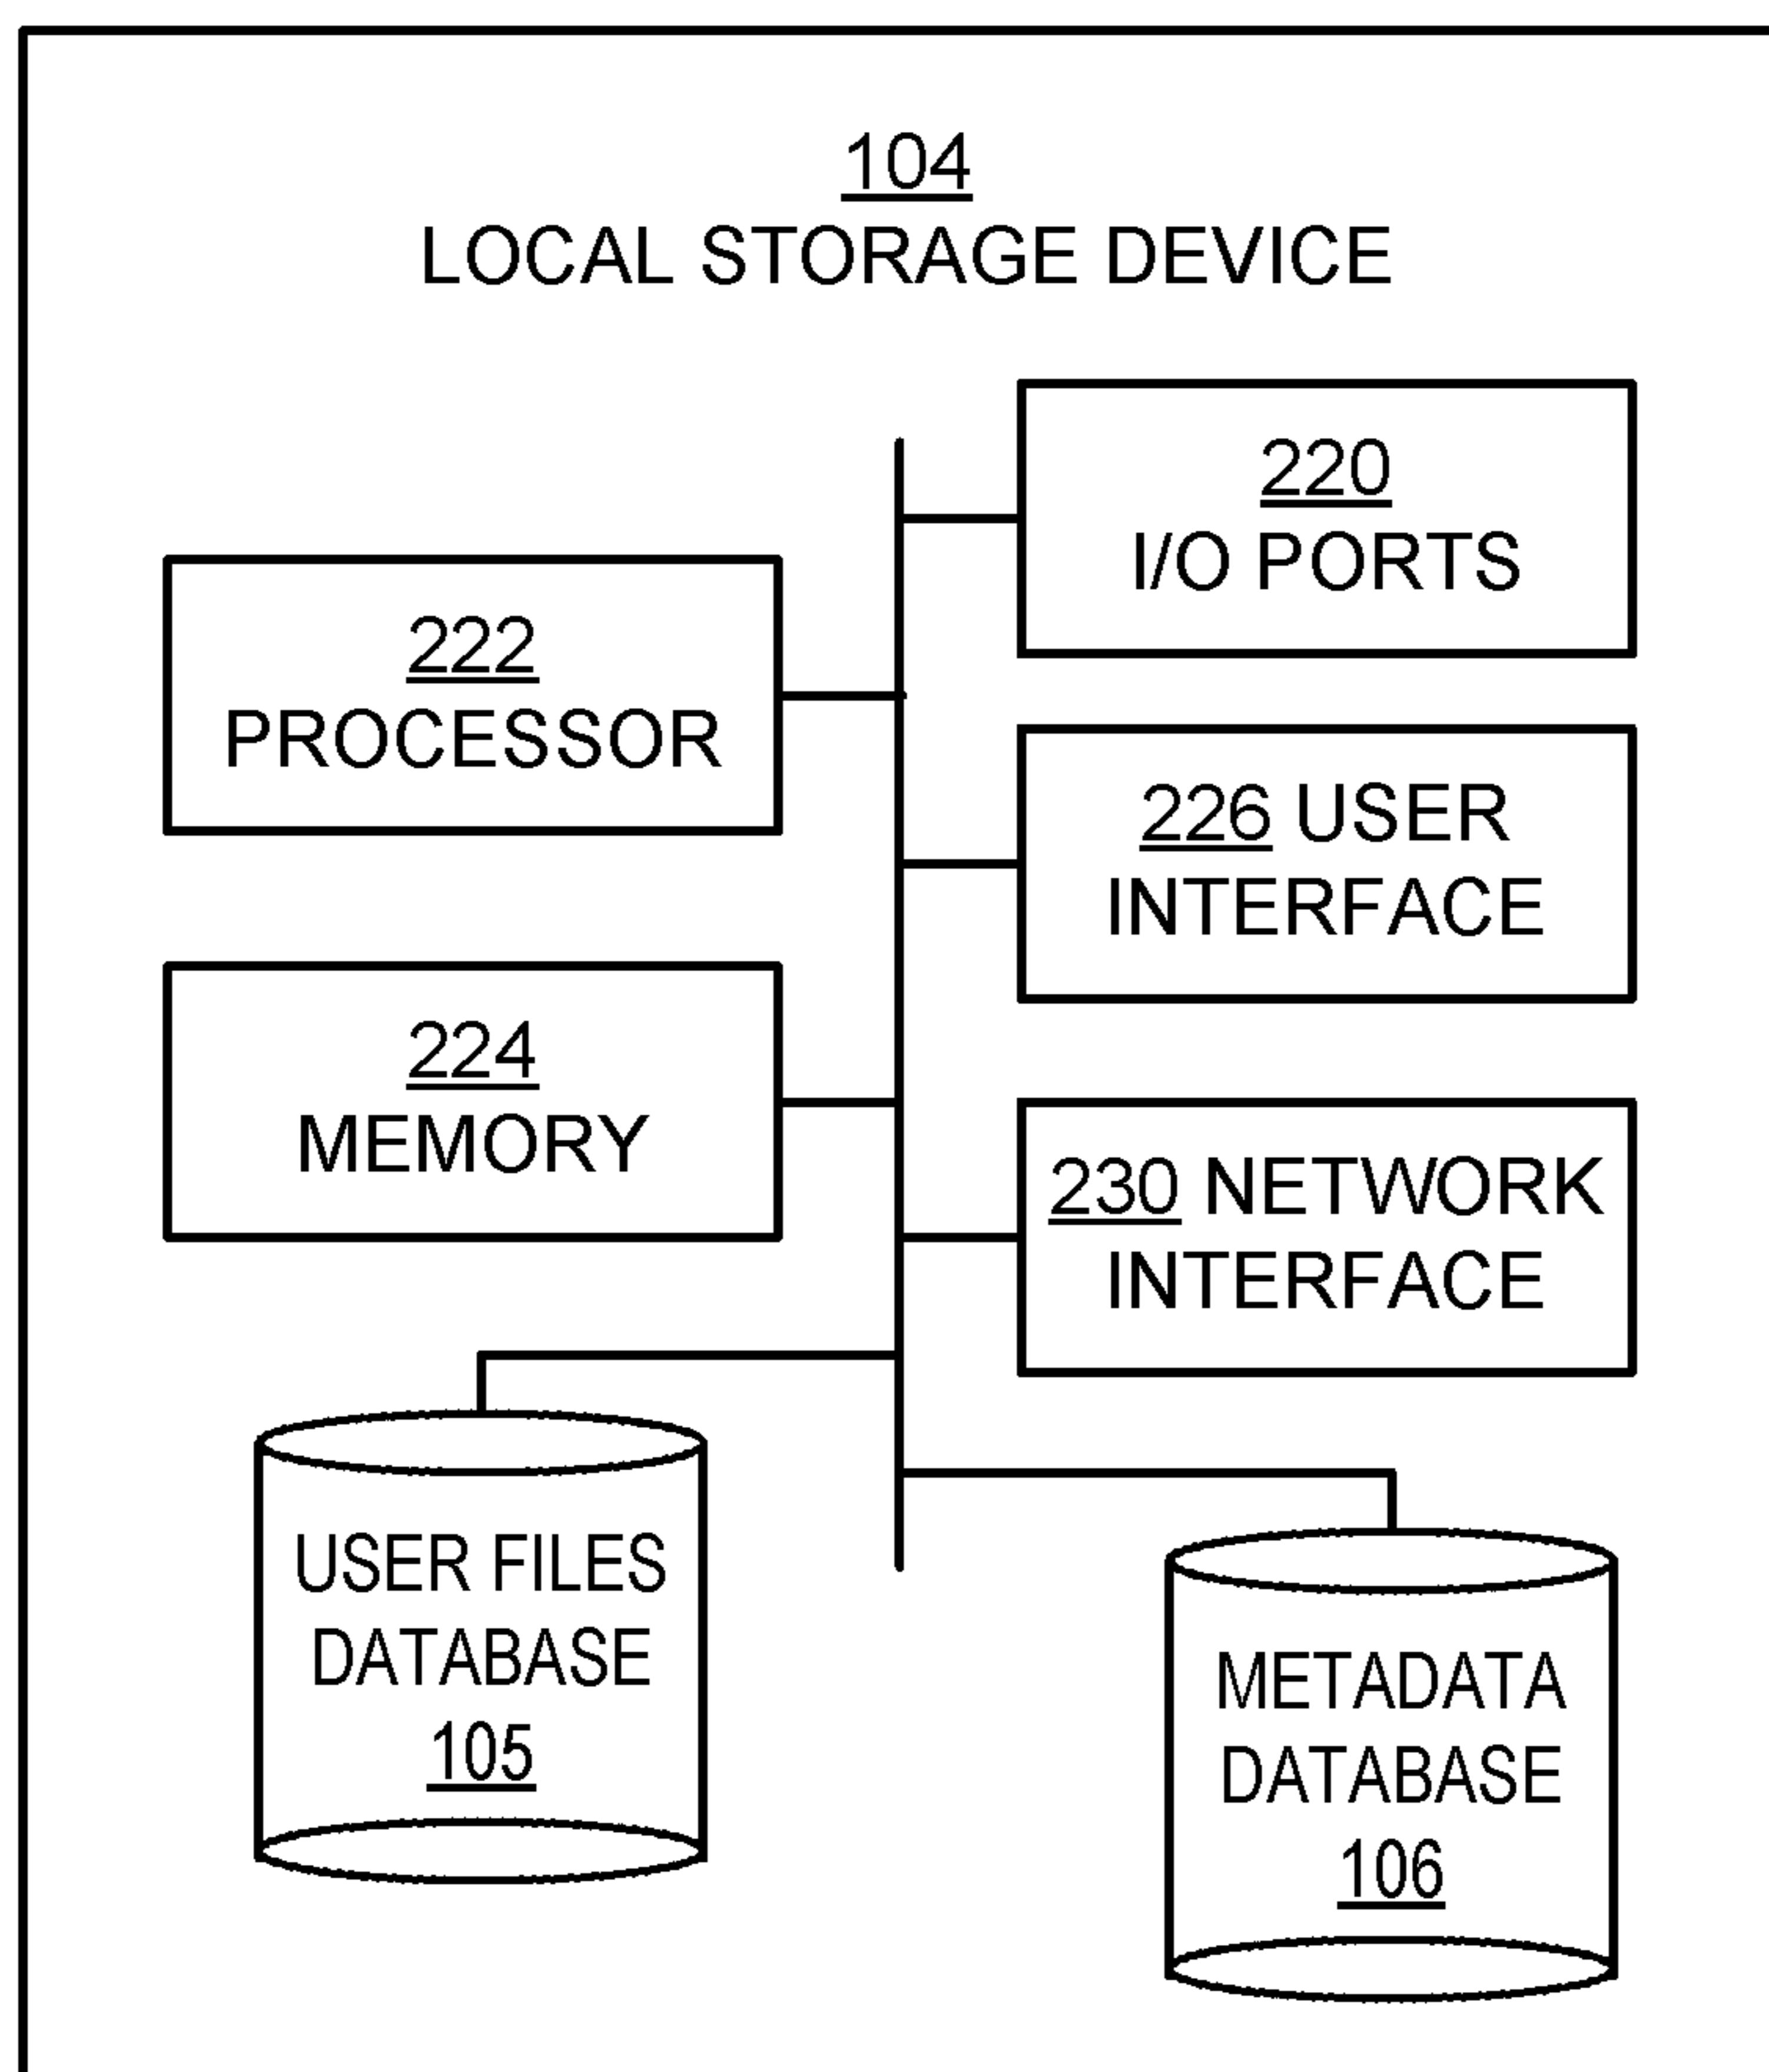 104
LOCAL STORAGE DEVICE
220
I/O PORTS
222
PROCESSOR
226 USER
INTERFACE
224
MEMORY
230 NETWORK
INTERFACE
USER FILES
DATABASE
105
METADATA
DATABASE
106